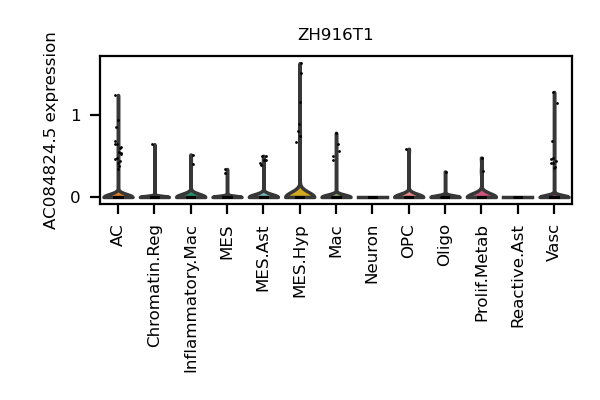 ZH916T1
AC084824.5 expression
1
0
AC
Chromatin.Reg
Inflammatory.Mac
MES
MES.Ast
MES.Hyp
Mac
Neuron
OPC
Oligo
Prolif.Metab
Reactive.Ast
Vasc